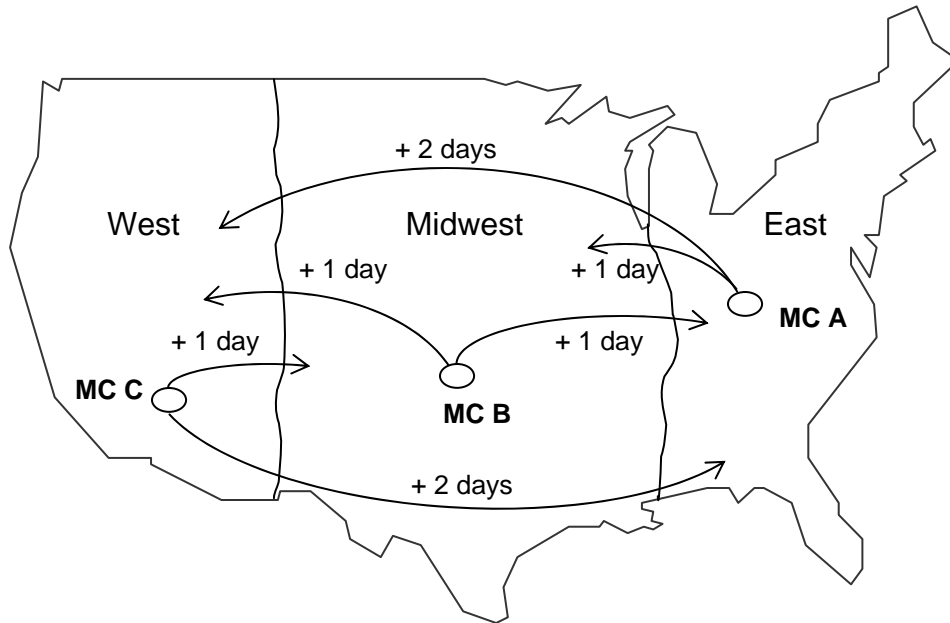 + 2 days
West
Midwest
East
+ 1 day
+ 1 day
MC A
+ 1 day
+ 1 day
MC C
MC B
+ 2 days